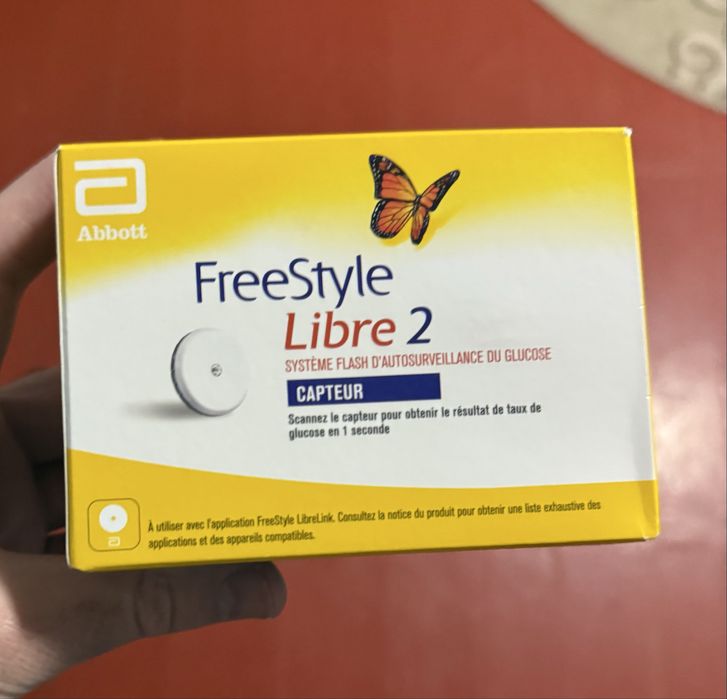 Abbott
FreeStyle
Libre 2
SYSTÈME FLASH D'AUTOSURVEILLANCE DU GLUCOSE
CAPTEUR
Scannez le capteur pour obtenir le résultat de taux de
glucose en 1 seconde
À utiliser avec l'application FreeStyle LibreLink. Consultez la notice du produit pour obtenir une liste exhaustive des
applications et des appareils compatibles.